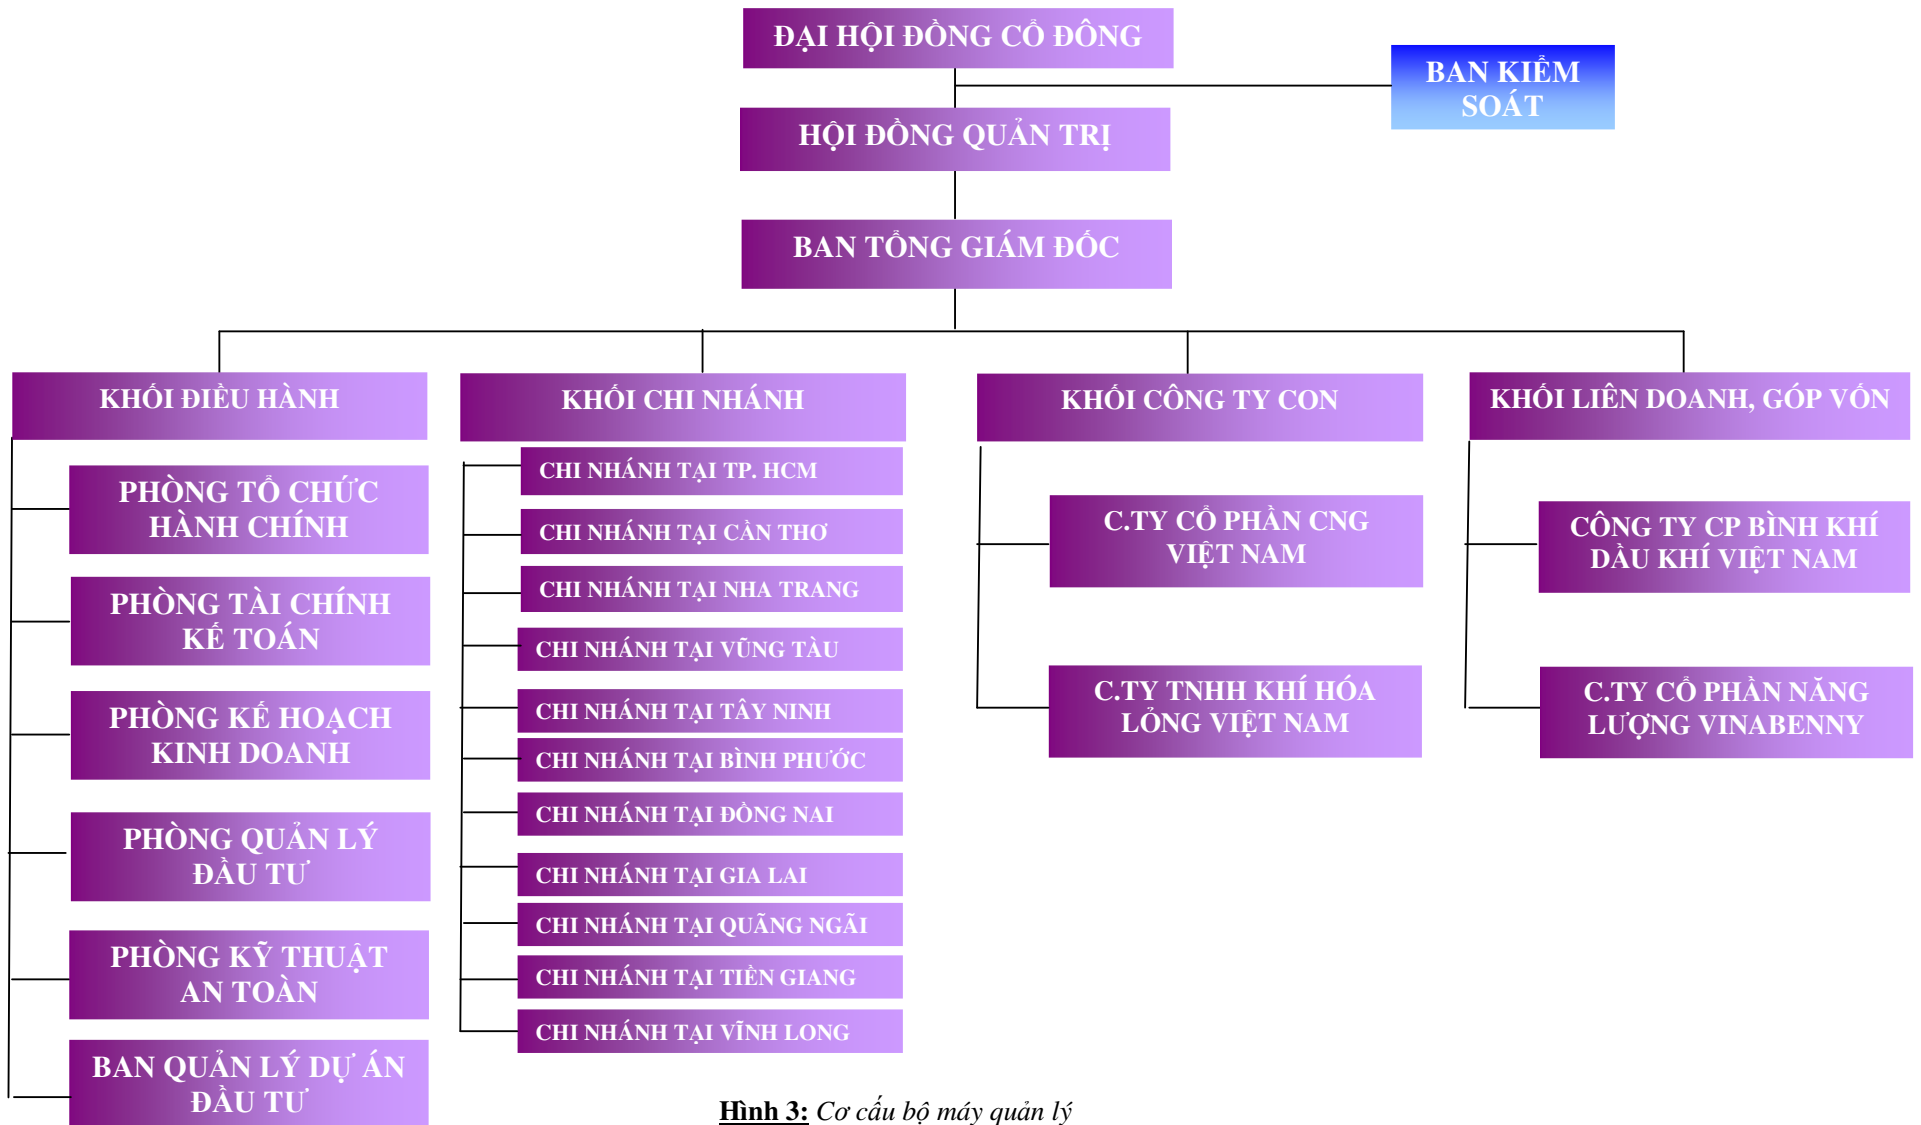 ĐẠI HỘI ĐỒNG CỔ ĐÔNG
BAN KIỂM
SOÁT
HỘI ĐỒNG QUẢN TRỊ
BAN TỔNG GIÁM ĐỐC
KHỐI ĐIỀU HÀNH
PHÒNG TỔ CHỨC
HÀNH CHÍNH
PHÒNG TÀI CHÍNH
KẾ TOÁN
PHÒNG KẾ HOẠCH
KINH DOANH
PHÒNG QUẢN LÝ
ĐẦU TƯ
PHÒNG KỸ THUẬT
AN TOÀN
BAN QUẢN LÝ DỰ ÁN
ĐẦU TƯ
KHỐI CHI NHÁNH
CHI NHÁNH TẠI TP. HCM
CHI NHÁNH TẠI CẦN THƠ
CHI NHÁNH TẠI NHA TRANG
CHI NHÁNH TẠI VŨNG TÀU
CHI NHÁNH TẠI TÂY NINH
CHI NHÁNH TẠI BÌNH PHƯỚC
CHI NHÁNH TẠI ĐỒNG NAI
CHI NHÁNH TẠI GIA LAI
CHI NHÁNH TẠI QUÃNG NGÃI
CHI NHÁNH TẠI TIỀN GIANG
CHI NHÁNH TẠI VĨNH LONG
KHỐI CÔNG TY CON
C.TY CỔ PHẦN CNG
VIỆT NAM
C.TY TNHH KHÍ HÓA
LỎNG VIỆT NAM
KHỐI LIÊN DOANH, GÓP VỐN
CÔNG TY CP BÌNH KHÍ
DẦU KHÍ VIỆT NAM
C.TY CỔ PHẦN NĂNG
LƯỢNG VINABENNY
Hình 3: Cơ cấu bộ máy quản lý